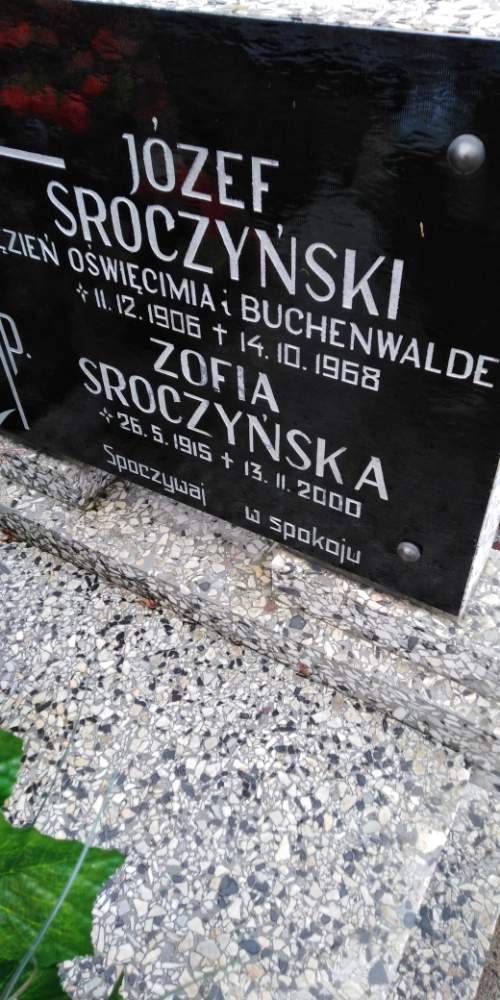 JÓZEF
SROCZYŃSKI
ĘZIEŃ OŚWIĘCIMIA i BUCHENWALDE
11.12.1906 † 14.10.1968
ZOFIA
SROCZYŃSKA
26.5.1915 † 13.11.2000
Spoczywaj w spokoju
P.